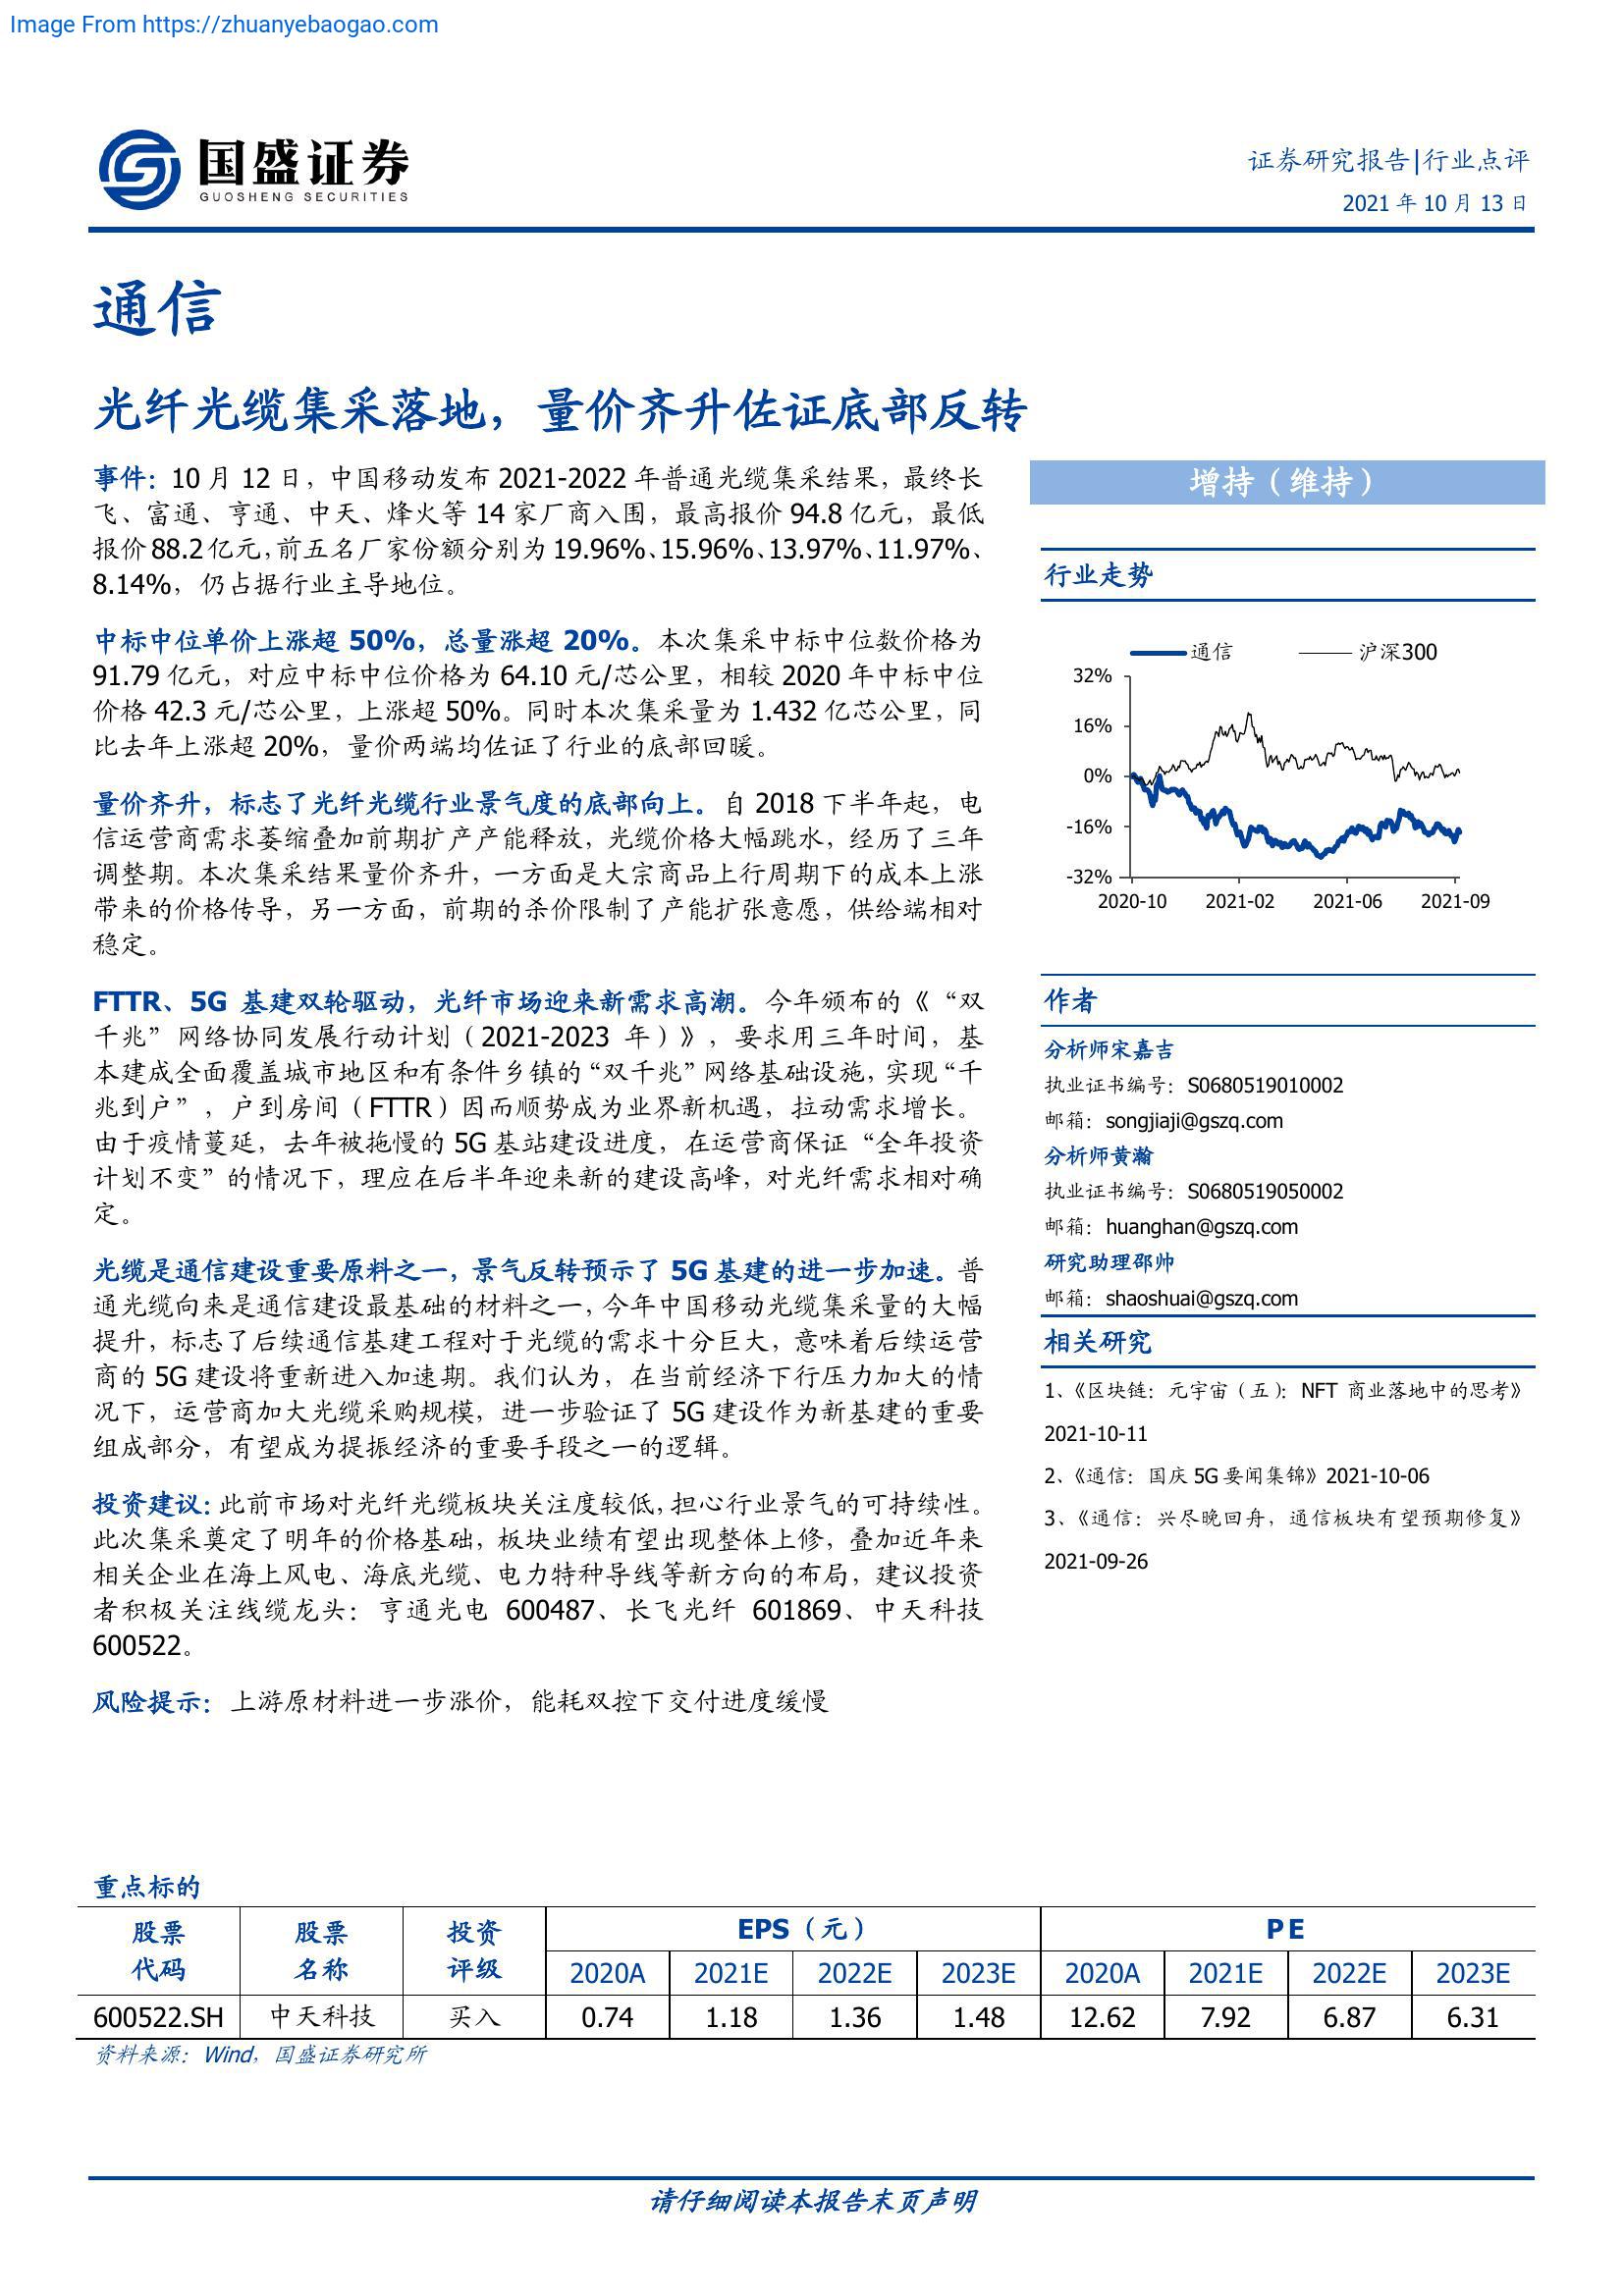 Image From https://zhuanyebaogao.com
国盛证券
GUOSHENG SECURITIES
证券研究报告|行业点评
2021 年 10 月 13 日
通信
光纤光缆集采落地，量价齐升佐证底部反转
事件：10 月 12 日，中国移动发布 2021-2022 年普通光缆集采结果，最终长
飞、富通、亨通、中天、烽火等 14 家厂商入围，最高报价 94.8 亿元，最低
报价 88.2 亿元，前五名厂家份额分别为 19.96%、15.96%、13.97%、11.97%、
8.14%，仍占据行业主导地位。
中标中位单价上涨超 50%，总量涨超 20%。本次集采中标中位数价格为
91.79 亿元，对应中标中位价格为 64.10 元/芯公里，相较 2020 年中标中位
价格 42.3 元/芯公里，上涨超 50%。同时本次集采量为 1.432 亿芯公里，同
比去年上涨超 20%，量价两端均佐证了行业的底部回暖。
量价齐升，标志了光纤光缆行业景气度的底部向上。自 2018 下半年起，电
信运营商需求萎缩叠加前期扩产产能释放，光缆价格大幅跳水，经历了三年
调整期。本次集采结果量价齐升，一方面是大宗商品上行周期下的成本上涨
带来的价格传导，另一方面，前期的杀价限制了产能扩张意愿，供给端相对
稳定。
FTTR、5G 基建双轮驱动，光纤市场迎来新需求高潮。今年颁布的《“双
千兆”网络协同发展行动计划（2021-2023 年）》，要求用三年时间，基
本建成全面覆盖城市地区和有条件乡镇的“双千兆”网络基础设施，实现“千
兆到户”，户到房间（FTTR）因而顺势成为业界新机遇，拉动需求增长。
由于疫情蔓延，去年被拖慢的 5G 基站建设进度，在运营商保证“全年投资
计划不变”的情况下，理应在后半年迎来新的建设高峰，对光纤需求相对确
定。
光缆是通信建设重要原料之一，景气反转预示了 5G 基建的进一步加速。普
通光缆向来是通信建设最基础的材料之一，今年中国移动光缆集采量的大幅
提升，标志了后续通信基建工程对于光缆的需求十分巨大，意味着后续运营
商的 5G 建设将重新进入加速期。我们认为，在当前经济下行压力加大的情
况下，运营商加大光缆采购规模，进一步验证了 5G 建设作为新基建的重要
组成部分，有望成为提振经济的重要手段之一的逻辑。
投资建议：此前市场对光纤光缆板块关注度较低，担心行业景气的可持续性。
此次集采奠定了明年的价格基础，板块业绩有望出现整体上修，叠加近年来
相关企业在海上风电、海底光缆、电力特种导线等新方向的布局，建议投资
者积极关注线缆龙头：亨通光电 600487、长飞光纤 601869、中天科技
600522。
风险提示：上游原材料进一步涨价，能耗双控下交付进度缓慢
增持（维持）
行业走势
通信 沪深300
32%
16%
0%
-16%
-32%
2020-10 2021-02 2021-06 2021-09
作者
分析师宋嘉吉
执业证书编号：S0680519010002
邮箱：songjiaji@gszq.com
分析师黄瀚
执业证书编号：S0680519050002
邮箱：huanghan@gszq.com
研究助理邵帅
邮箱：shaoshuai@gszq.com
相关研究
1、《区块链：元宇宙（五）：NFT 商业落地中的思考》
2021-10-11
2、《通信：国庆 5G 要闻集锦》2021-10-06
3、《通信：兴尽晚回舟，通信板块有望预期修复》
2021-09-26
重点标的
股票 股票 投资 EPS（元） P E
代码 名称 评级 2020A 2021E 2022E 2023E 2020A 2021E 2022E 2023E
600522.SH 中天科技 买入 0.74 1.18 1.36 1.48 12.62 7.92 6.87 6.31
资料来源：Wind，国盛证券研究所
请仔细阅读本报告末页声明